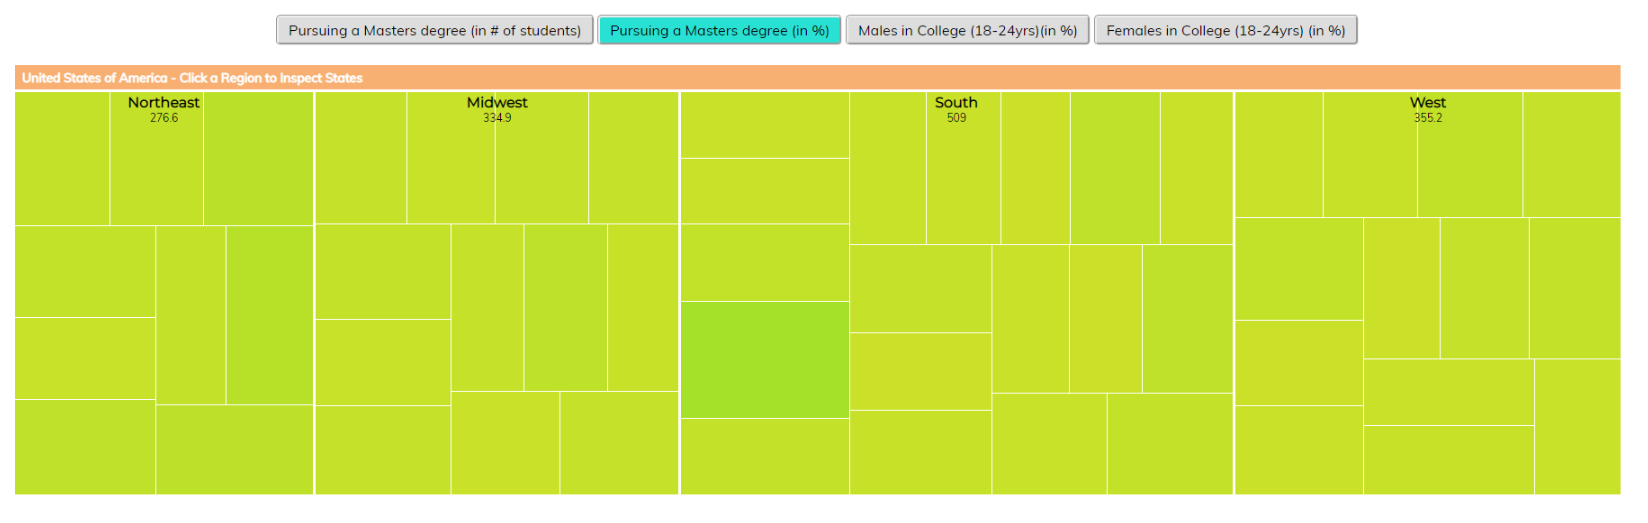 Pursuing a Masters degree (in # of students)
Pursuing a Masters degree (in %)
Males in College (18-24yrs)(in %)
Females in College (18-24yrs) (in %)
United States of America - Click a Region to Inspect States
Northeast
276.6
Midwest
334.9
South
509
West
355.2